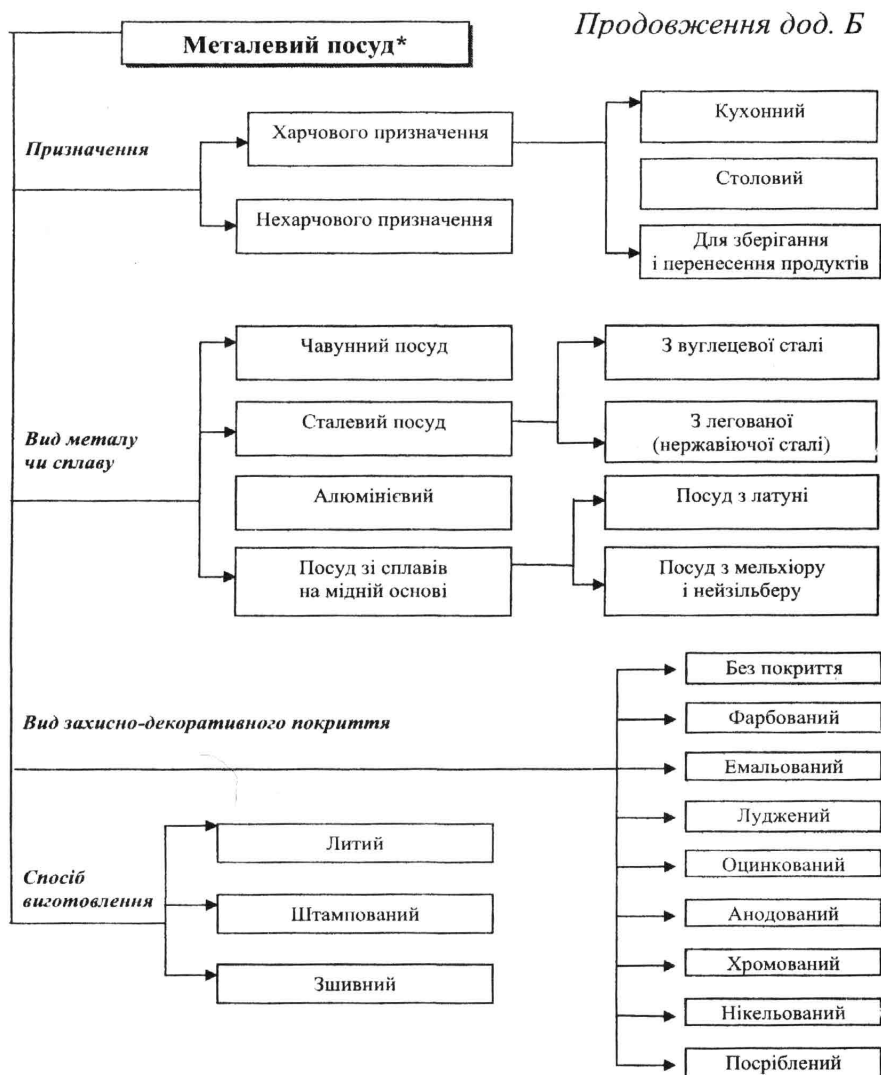 Продовження дод. Б
Металевий посуд*
Призначення
Харчового призначення
Нехарчового призначення
Кухонний
Столовий
Для зберігання
і перенесення продуктів
Вид металу
чи сплаву
Чавунний посуд
Сталевий посуд
Алюмінієвий
Посуд зі сплавів
на мідній основі
З вуглецевої сталі
З легованої
(нержавіючої сталі)
Посуд з латуні
Посуд з мельхіору
і нейзільберу
Вид захисно-декоративного покриття
Без покриття
Фарбований
Емальований
Луджений
Оцинкований
Анодований
Хромований
Нікельований
Посріблений
Спосіб
виготовлення
Литий
Штампований
Зшивний